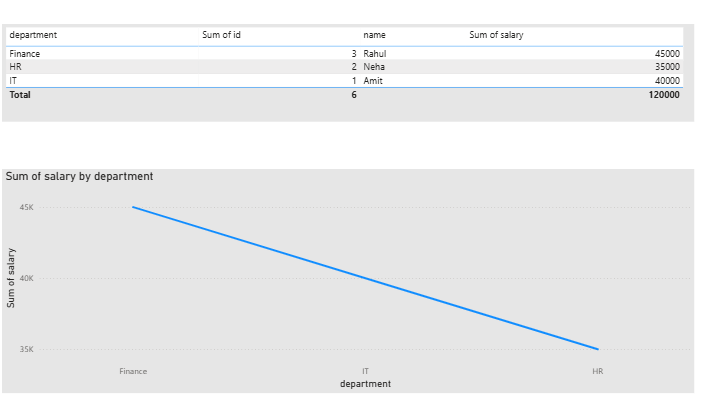 department Sum of id name Sum of salary
Finance 3 Rahul 45000
HR 2 Neha 35000
IT 1 Amit 40000
Total 6 120000
Sum of salary by department
45K
40K
35K
Sum of salary
Finance IT HR
department